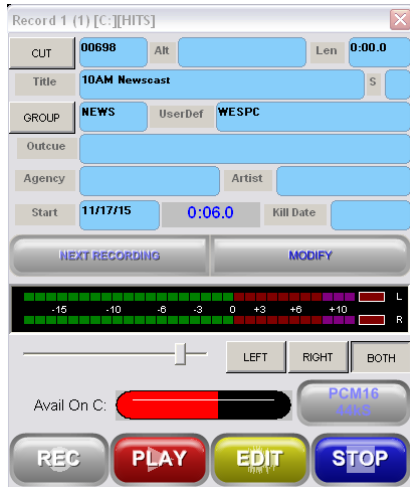 Record 1 (1) [C:][HITS]
CUT 00698 Alt Len 0:00.0
Title 10AM Newscast S
GROUP NEWS UserDef WESPC
Outcue
Agency Artist
Start 11/17/15 0:06.0 Kill Date
NEXT RECORDING MODIFY
L
-15 -10 -6 -3 0 +3 +6 +10
R
LEFT RIGHT BOTH
Avail On C: PCM16
44kS
REC PLAY EDIT STOP